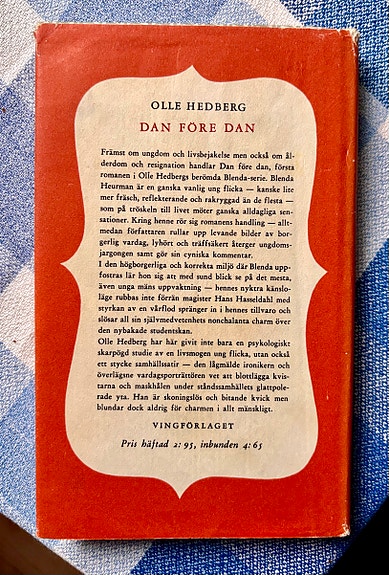 OLLE HEDBERG
DAN FÖRE DAN
Främst om ungdom och livsbejakelse men också om ål-
derdom och resignation handlar Dan före dan, första
romanen i Olle Hedbergs berömda Blenda-serie. Blenda
Heurman är en ganska vanlig ung flicka — kanske lite
mer fräsch, reflekterande och rakryggad än de flesta —
som på tröskeln till livet möter ganska alldagliga sen-
sationer. Kring henne rör sig romanens handling — allt-
medan författaren rullar upp levande bilder av bor-
gerlig vardag, lyhört och träffsäkert återger ungdoms-
jargongen samt gör sin cyniska kommentar.
I den högborgerliga och korrekta miljö där Blenda upp-
fostras lär hon sig att med sund blick se på det mesta,
även unga mäns uppvaktning — hennes nyktra känslo-
läge rubbas inte förrän magister Hans Hasseldahl med
styrkan av en vårflod spränger in i hennes tillvaro och
slösar all sin självmedvetenhets nonchalanta charm över
den nybakade studentskan.
Olle Hedberg har här givit inte bara en psykologiskt
skarpögd studie av en livsmogen ung flicka, utan också
ett stycke samhällssatir — den lågmälde ironikern och
överlägsne vardagsporträttören vet att blottlägga kvis-
tarna och maskhålen under ståndssamhällets glattpole-
rade yta. Han är skoningslös och bitande kvick men
blundar dock aldrig för charmen i allt mänskligt.
VINGFÖRLAGET
Pris häftad 2: 95, inbunden 4: 65